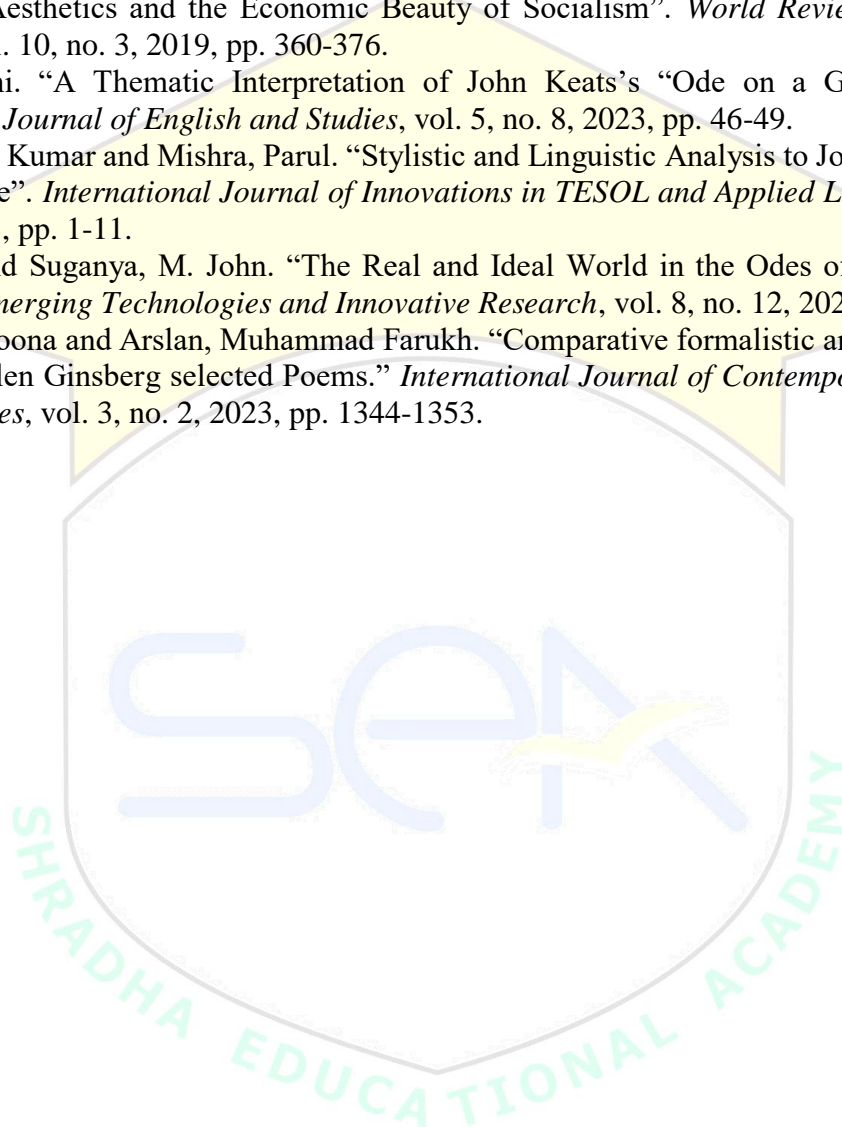 Aesthetics and the Economic Beauty of Socialism”. World Revie
l. 10, no. 3, 2019, pp. 360-376.
ni. “A Thematic Interpretation of John Keats’s “Ode on a G
Journal of English and Studies, vol. 5, no. 8, 2023, pp. 46-49.
Kumar and Mishra, Parul. “Stylistic and Linguistic Analysis to Jo
e”. International Journal of Innovations in TESOL and Applied L
, pp. 1-11.
nd Suganya, M. John. “The Real and Ideal World in the Odes of
merging Technologies and Innovative Research, vol. 8, no. 12, 202
oona and Arslan, Muhammad Farukh. “Comparative formalistic an
len Ginsberg selected Poems.” International Journal of Contempo
es, vol. 3, no. 2, 2023, pp. 1344-1353.
SEA
SHRADHA EDUCATIONAL ACADEMY